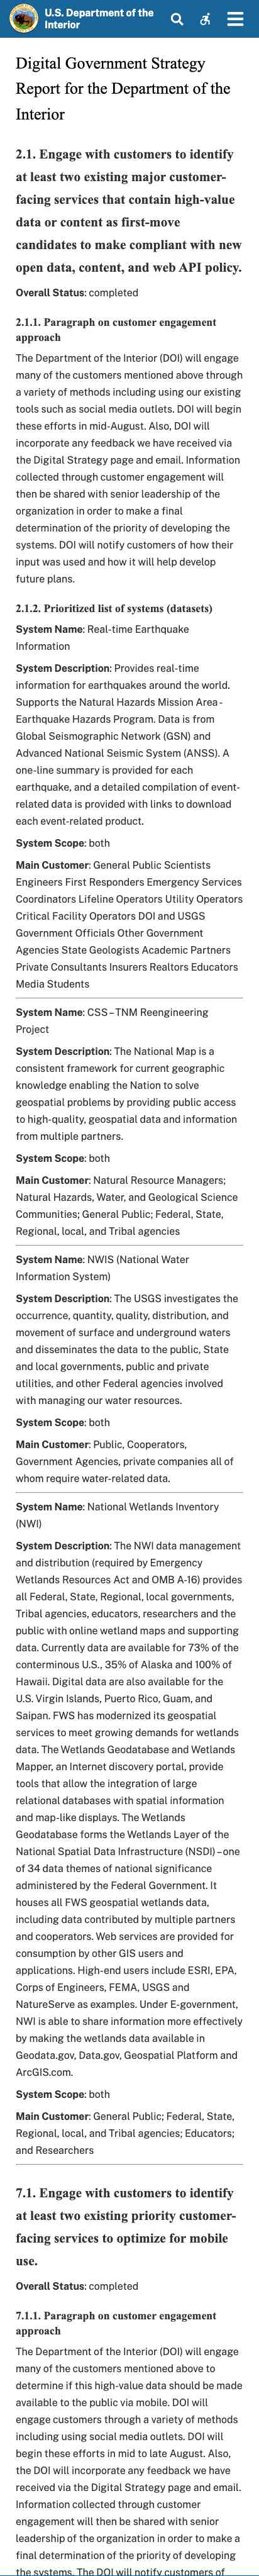 U.S. Department of the
Interior
Digital Government Strategy
Report for the Department of the
Interior
2.1. Engage with customers to identify
at least two existing major customer-
facing services that contain high-value
data or content as first-move
candidates to make compliant with new
open data, content, and web API policy.
Overall Status: completed
2.1.1. Paragraph on customer engagement
approach
The Department of the Interior (DOI) will engage
many of the customers mentioned above through
a variety of methods including using our existing
tools such as social media outlets. DOI will begin
these efforts in mid-August. Also, DOI will
incorporate any feedback we have received via
the Digital Strategy page and email. Information
collected through customer engagement will
then be shared with senior leadership of the
organization in order to make a final
determination of the priority of developing the
systems. DOI will notify customers of how their
input was used and how it will help develop
future plans.
2.1.2. Prioritized list of systems (datasets)
System Name: Real-time Earthquake
Information
System Description: Provides real-time
information for earthquakes around the world.
Supports the Natural Hazards Mission Area -
Earthquake Hazards Program. Data is from
Global Seismographic Network (GSN) and
Advanced National Seismic System (ANSS). A
one-line summary is provided for each
earthquake, and a detailed compilation of event-
related data is provided with links to download
each event-related product.
System Scope: both
Main Customer: General Public Scientists
Engineers First Responders Emergency Services
Coordinators Lifeline Operators Utility Operators
Critical Facility Operators DOI and USGS
Government Officials Other Government
Agencies State Geologists Academic Partners
Private Consultants Insurers Realtors Educators
Media Students
System Name: CSS – TNM Reengineering
Project
System Description: The National Map is a
consistent framework for current geographic
knowledge enabling the Nation to solve
geospatial problems by providing public access
to high-quality, geospatial data and information
from multiple partners.
System Scope: both
Main Customer: Natural Resource Managers;
Natural Hazards, Water, and Geological Science
Communities; General Public; Federal, State,
Regional, local, and Tribal agencies
System Name: NWIS (National Water
Information System)
System Description: The USGS investigates the
occurrence, quantity, quality, distribution, and
movement of surface and underground waters
and disseminates the data to the public, State
and local governments, public and private
utilities, and other Federal agencies involved
with managing our water resources.
System Scope: both
Main Customer: Public, Cooperators,
Government Agencies, private companies all of
whom require water-related data.
System Name: National Wetlands Inventory
(NWI)
System Description: The NWI data management
and distribution (required by Emergency
Wetlands Resources Act and OMB A-16) provides
all Federal, State, Regional, local governments,
Tribal agencies, educators, researchers and the
public with online wetland maps and supporting
data. Currently data are available for 73% of the
conterminous U.S., 35% of Alaska and 100% of
Hawaii. Digital data are also available for the
U.S. Virgin Islands, Puerto Rico, Guam, and
Saipan. FWS has modernized its geospatial
services to meet growing demands for wetlands
data. The Wetlands Geodatabase and Wetlands
Mapper, an Internet discovery portal, provide
tools that allow the integration of large
relational databases with spatial information
and map-like displays. The Wetlands
Geodatabase forms the Wetlands Layer of the
National Spatial Data Infrastructure (NSDI) – one
of 34 data themes of national significance
administered by the Federal Government. It
houses all FWS geospatial wetlands data,
including data contributed by multiple partners
and cooperators. Web services are provided for
consumption by other GIS users and
applications. High-end users include ESRI, EPA,
Corps of Engineers, FEMA, USGS and
NatureServe as examples. Under E-government,
NWI is able to share information more effectively
by making the wetlands data available in
Geodata.gov, Data.gov, Geospatial Platform and
ArcGIS.com.
System Scope: both
Main Customer: General Public; Federal, State,
Regional, local, and Tribal agencies; Educators;
and Researchers
7.1. Engage with customers to identify
at least two existing priority customer-
facing services to optimize for mobile
use.
Overall Status: completed
7.1.1. Paragraph on customer engagement
approach
The Department of the Interior (DOI) will engage
many of the customers mentioned above to
determine if this high-value data should be made
available to the public via mobile. DOI will
engage customers through a variety of methods
including using social media outlets. DOI will
begin these efforts in mid to late August. Also,
the DOI will incorporate any feedback we have
received via the Digital Strategy page and email.
Information collected through customer
engagement will then be shared with senior
leadership of the organization in order to make a
final determination of the priority of developing
the systems. The DOI will notify customers of